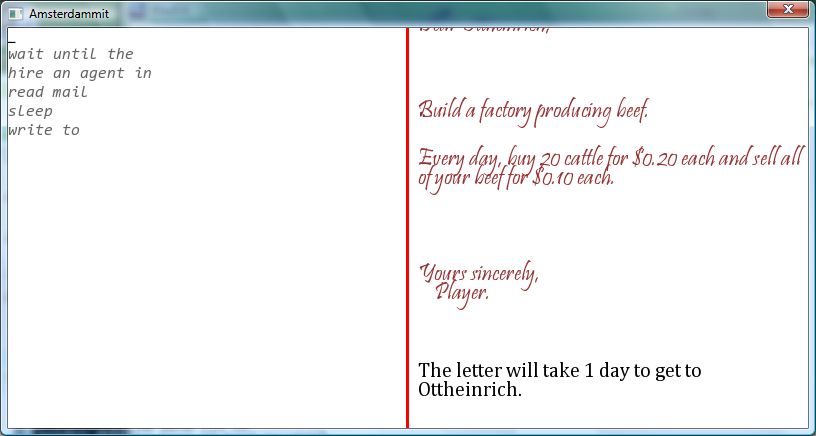 Amsterdammit
wait until the
hire an agent in
read mail
sleep
write to
Dear Ottheinrich,
Build a factory producing beef.
Every day, buy 20 cattle for $0.20 each and sell all
of your beef for $0.10 each.
Yours sincerely,
Player.
The letter will take 1 day to get to
Ottheinrich.